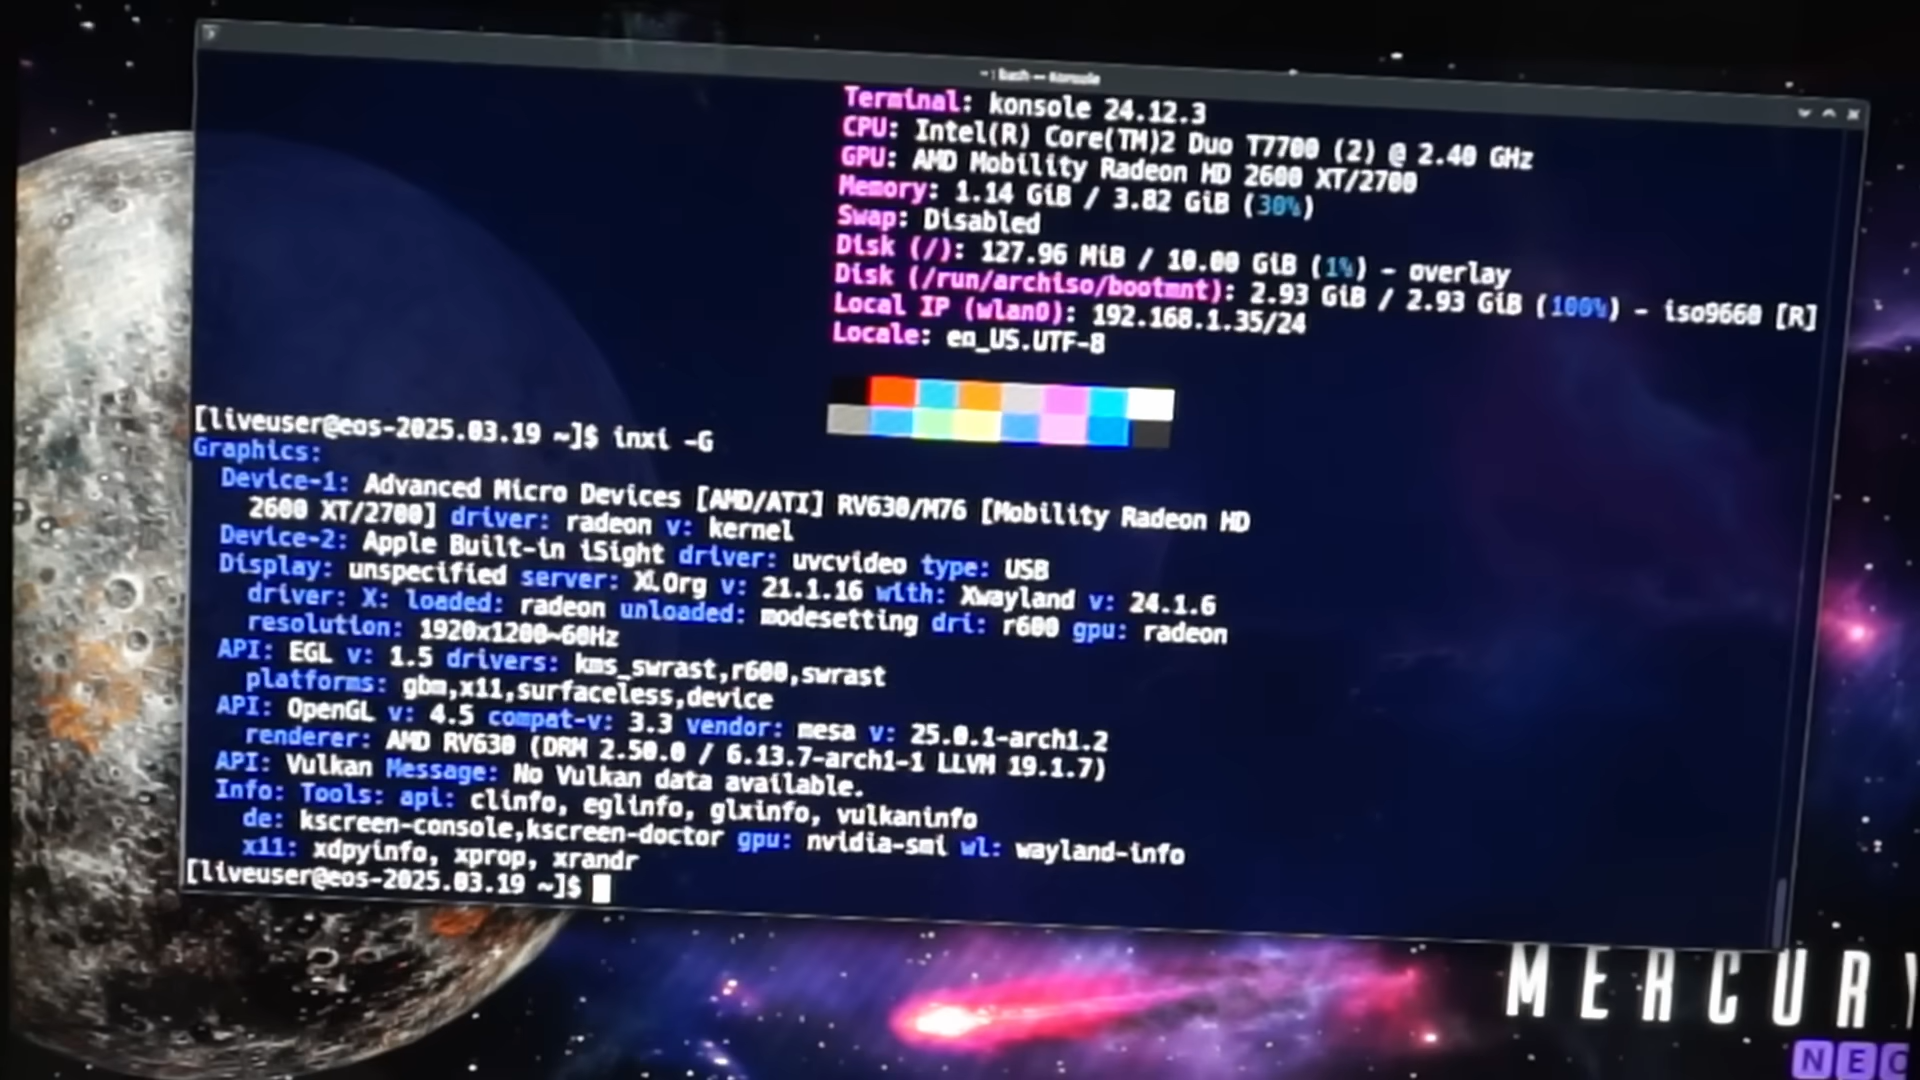 ~ : bash — Konsole
Terminal: konsole 24.12.3
CPU: Intel(R) Core(TM)2 Duo T7700 (2) @ 2.40 GHz
GPU: AMD Mobility Radeon HD 2600 XT/2700
Memory: 1.14 GiB / 3.82 GiB (30%)
Swap: Disabled
Disk (/): 127.96 MiB / 10.00 GiB (1%) - overlay
Disk (/run/archiso/bootmnt): 2.93 GiB / 2.93 GiB (100%) - iso9660 [R]
Local IP (wlan0): 192.168.1.35/24
Locale: en_US.UTF-8
[liveuser@eos-2025.03.19 ~]$ inxi -G
Graphics:
Device-1: Advanced Micro Devices [AMD/ATI] RV630/M76 [Mobility Radeon HD
2600 XT/2700] driver: radeon v: kernel
Device-2: Apple Built-in iSight driver: uvcvideo type: USB
Display: unspecified server: X.Org v: 21.1.16 with: Xwayland v: 24.1.6
driver: X: loaded: radeon unloaded: modesetting dri: r600 gpu: radeon
resolution: 1920x1200~60Hz
API: EGL v: 1.5 drivers: kms_swrast,r600,swrast
platforms: gbm,x11,surfaceless,device
API: OpenGL v: 4.5 compat-v: 3.3 vendor: mesa v: 25.0.1-arch1.2
renderer: AMD RV630 (DRM 2.50.0 / 6.13.7-arch1-1 LLVM 19.1.7)
API: Vulkan Message: No Vulkan data available.
Info: Tools: api: clinfo, eglinfo, glxinfo, vulkaninfo
de: kscreen-console,kscreen-doctor gpu: nvidia-smi wl: wayland-info
x11: xdpyinfo, xprop, xrandr
[liveuser@eos-2025.03.19 ~]$
MERCURY
NEO